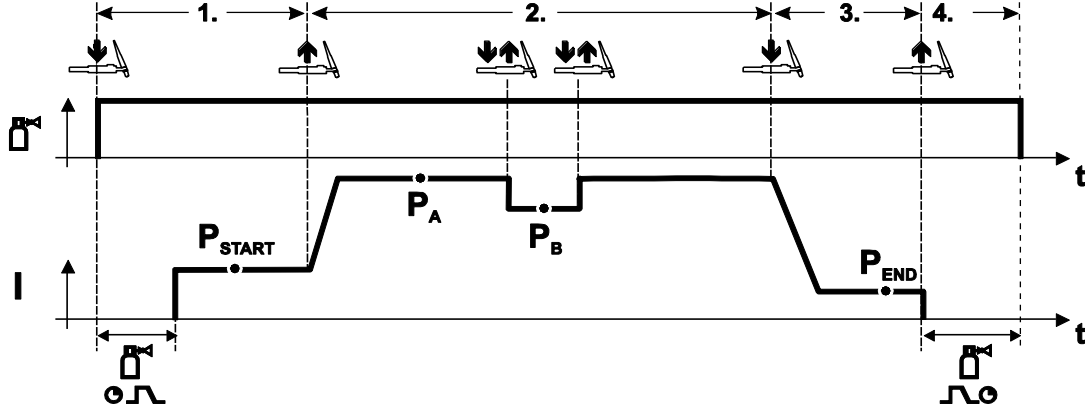 1. 2. 3. 4.
t
P_A
P_B
P_START
P_END
I
t